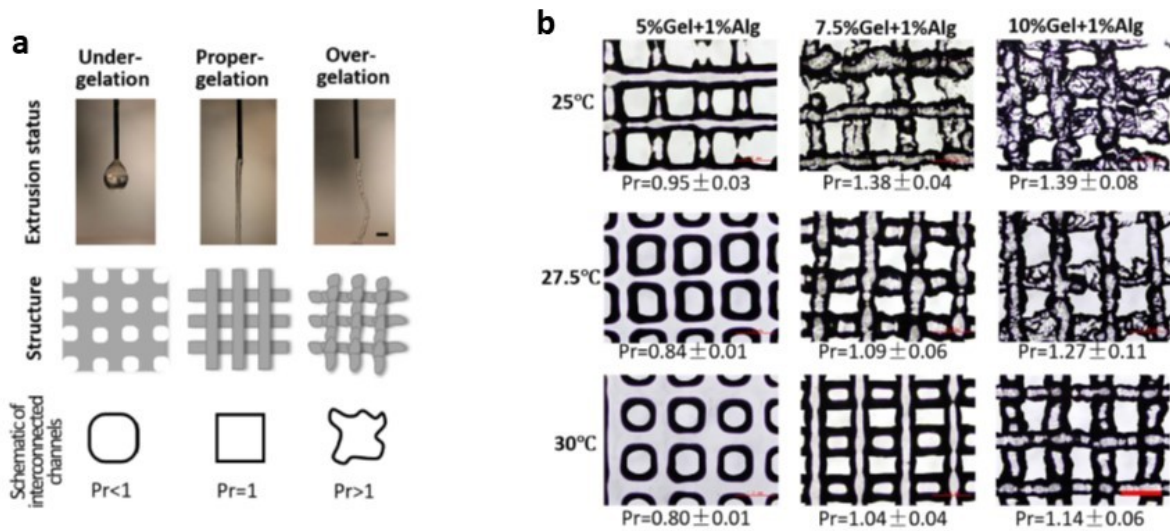 a
Under-
gelation
Proper-
gelation
Over-
gelation
Extrusion status
Structure
Schematic of
interconnected
channels
Pr<1
Pr=1
Pr>1
b
5%Gel+1%Alg
7.5%Gel+1%Alg
10%Gel+1%Alg
25℃
Pr=0.95±0.03
Pr=1.38±0.04
Pr=1.39±0.08
27.5℃
Pr=0.84±0.01
Pr=1.09±0.06
Pr=1.27±0.11
30℃
Pr=0.80±0.01
Pr=1.04±0.04
Pr=1.14±0.06